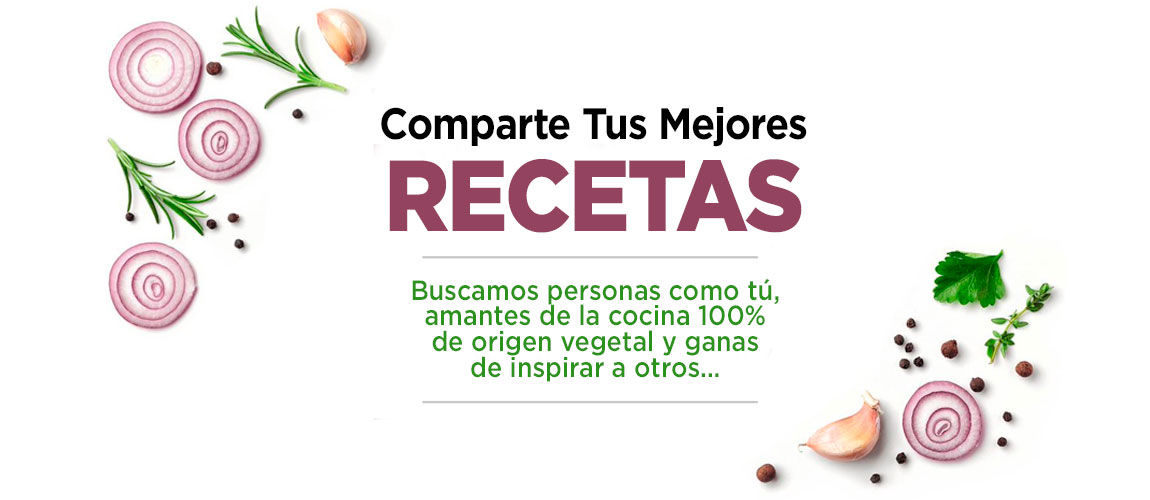 Comparte Tus Mejores
RECETAS
Buscamos personas como tú,
amantes de la cocina 100%
de origen vegetal y ganas
de inspirar a otros...